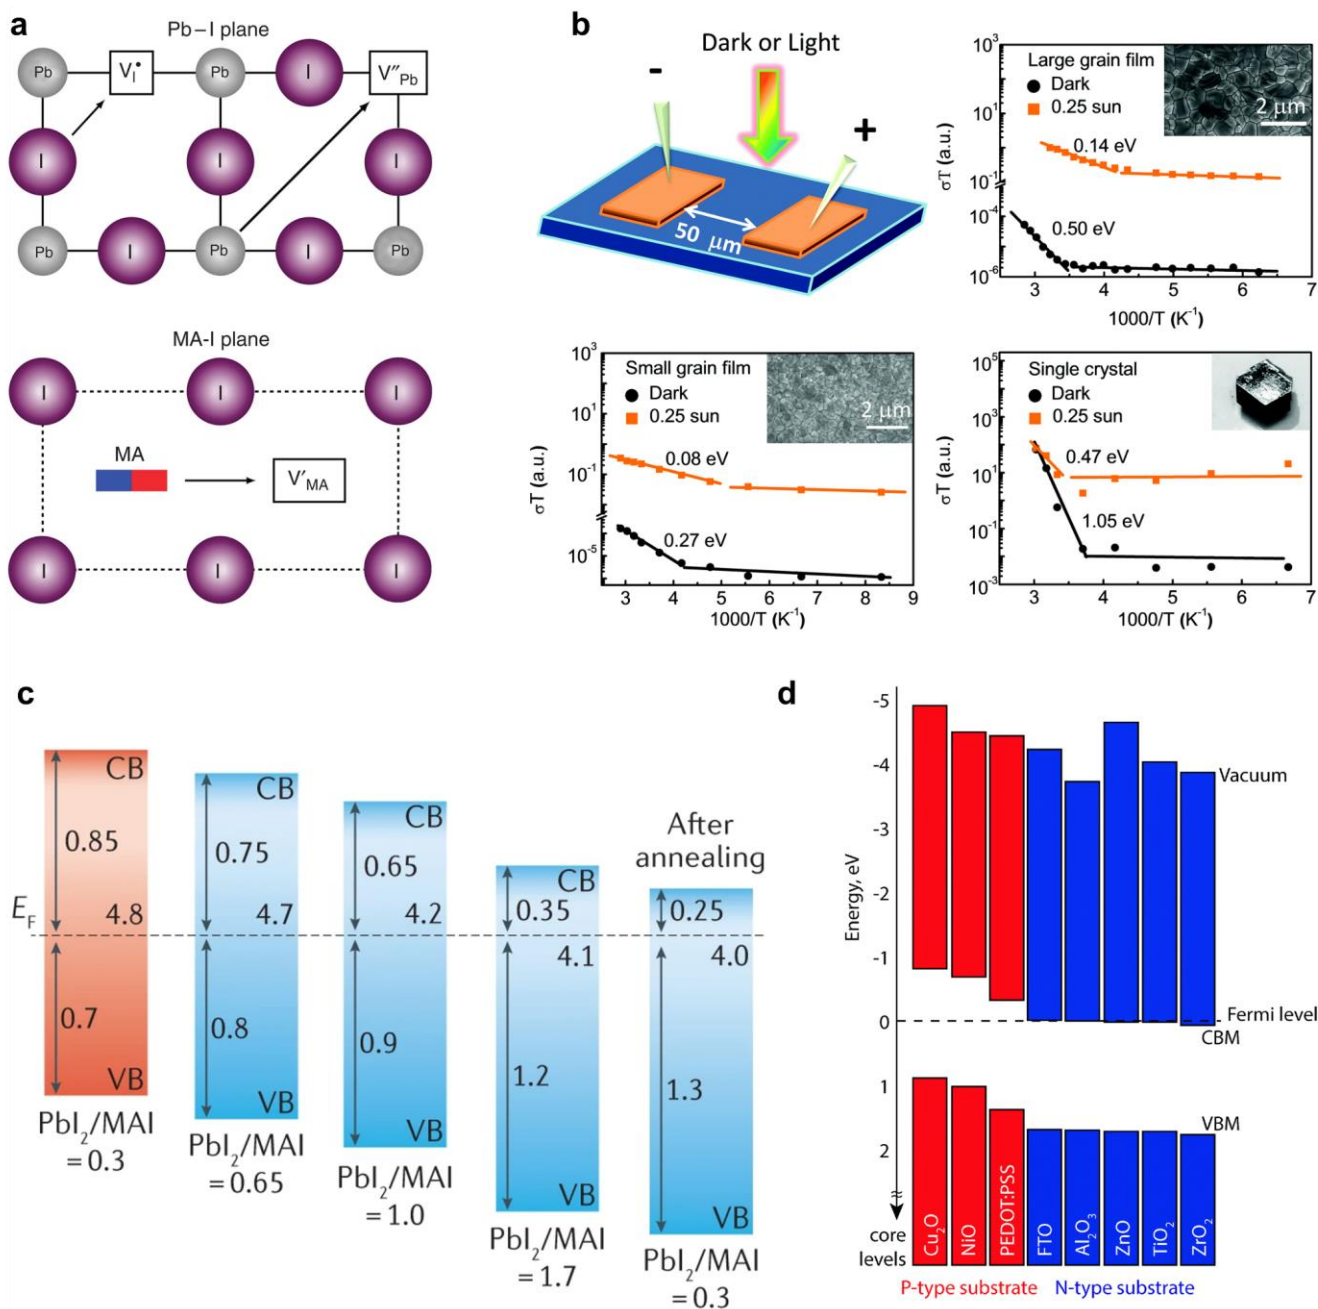 a
Pb–I plane
Pb
V_I^•
Pb
I
V″_Pb
I
I
I
Pb
I
Pb
I
Pb
MA-I plane
I
I
I
MA
V′_MA
I
I
I
b
Dark or Light
-
+
50 μm
Large grain film
Dark
0.25 sun
2 μm
0.14 eV
0.50 eV
σT (a.u.)
10^3
10^1
10^-1
10^-4
10^-6
3 4 5 6 7
1000/T (K^-1)
Small grain film
Dark
0.25 sun
2 μm
0.08 eV
0.27 eV
σT (a.u.)
10^3
10^1
10^-1
10^-5
3 4 5 6 7 8 9
1000/T (K^-1)
Single crystal
Dark
0.25 sun
0.47 eV
1.05 eV
σT (a.u.)
10^5
10^3
10^1
10^-1
10^-3
3 4 5 6 7
1000/T (K^-1)
c
E_F
CB
0.85
4.8
0.7
VB
PbI₂/MAI
= 0.3
CB
0.75
4.7
0.8
VB
PbI₂/MAI
= 0.65
CB
0.65
4.2
0.9
VB
PbI₂/MAI
= 1.0
CB
0.35
4.1
1.2
VB
PbI₂/MAI
= 1.7
After
annealing
0.25
4.0
1.3
VB
PbI₂/MAI
= 0.3
d
Energy, eV
-5
-4
-3
-2
-1
0
1
2
≈
core
levels
Vacuum
Fermi level
CBM
VBM
Cu₂O
NiO
PEDOT:PSS
FTO
Al₂O₃
ZnO
TiO₂
ZrO₂
P-type substrate
N-type substrate